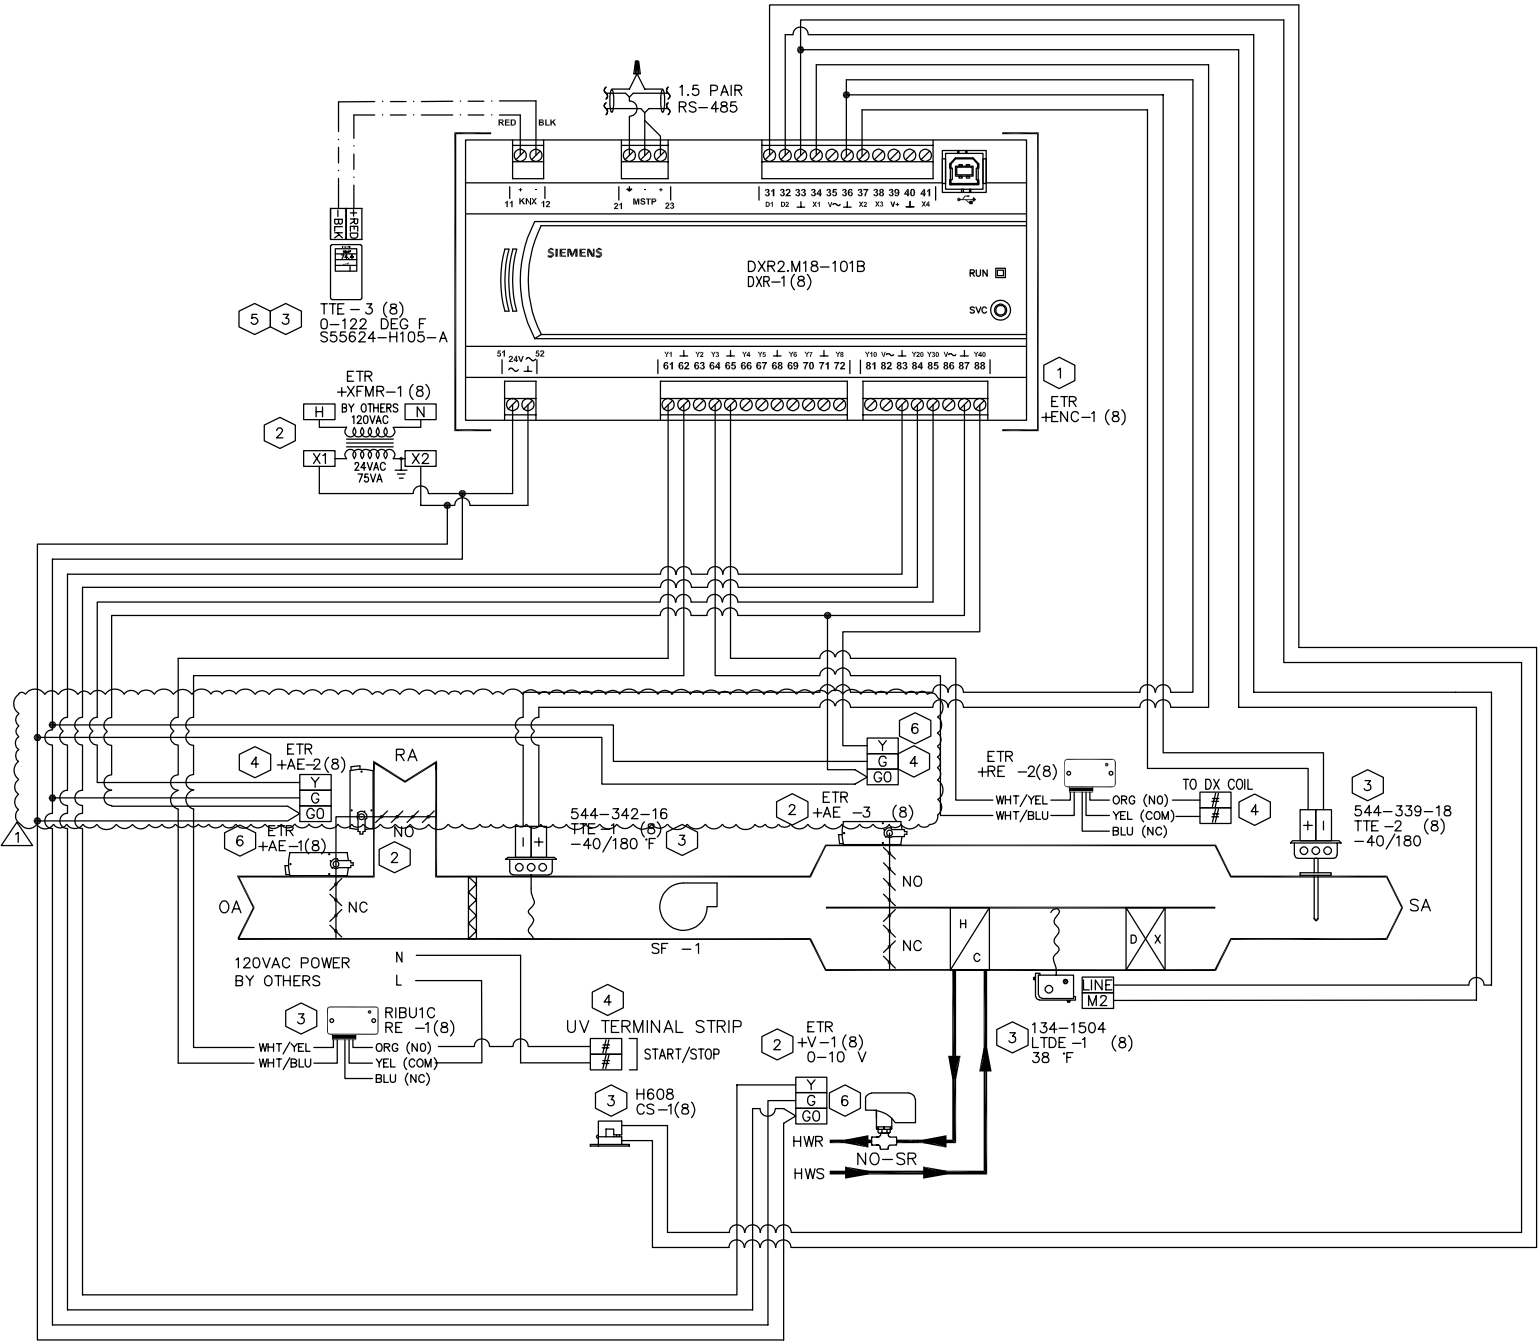 1.5 PAIR
RS-485
RED BLK
-BLK
+RED
+ -
11 KNX 12
- +
21 MSTP 23
31 32 33 34 35 36 37 38 39 40 41
D1 D2 ⊥ X1 V~ ⊥ X2 X3 V+ ⊥ X4
SIEMENS
DXR2.M18-101B
DXR-1(8)
RUN
SVC
5 3
TTE-3 (8)
0-122 DEG F
S55624-H105-A
51 24V~ 52
~ ⊥
Y1 ⊥ Y2 Y3 ⊥ Y4 Y5 ⊥ Y6 Y7 ⊥ Y8
61 62 63 64 65 66 67 68 69 70 71 72
Y10 V~ ⊥ Y20 Y30 V~ ⊥ Y40
81 82 83 84 85 86 87 88
1
ETR
+ENC-1 (8)
ETR
+XFMR-1 (8)
H BY OTHERS N
120VAC
2
X1 X2
24VAC
75VA
6
Y
G 4
GO
4 ETR
+AE-2(8)
RA
Y
G
GO
NO
1
6 ETR
+AE-1(8)
2
544-342-16
TTE-1 (8)
-40/180 °F
3
- +
2 ETR
+AE -3 (8)
ETR
+RE -2(8)
WHT/YEL
WHT/BLU
ORG (NO)
YEL (COM)
BLU (NC)
TO DX COIL
#
#
4
3
544-339-18
TTE-2 (8)
-40/180
+ -
OA NC
SF -1
NO
NC
H
C
D X
SA
120VAC POWER
BY OTHERS
N
L
LINE
M2
3
RIBU1C
RE -1(8)
WHT/YEL
WHT/BLU
ORG (NO)
YEL (COM)
BLU (NC)
4
UV TERMINAL STRIP
#
#
START/STOP
2 ETR
+V-1(8)
0-10 V
3 134-1504
LTDE-1 (8)
38 °F
3 H608
CS-1(8)
Y
G 6
GO
HWR
NO-SR
HWS